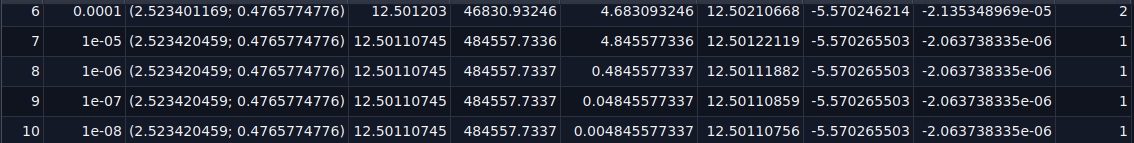 6 0.0001 (2.523401169; 0.4765774776) 12.501203 46830.93246 4.683093246 12.50210668 -5.570246214 -2.135348969e-05 2
7 1e-05 (2.523420459; 0.4765774776) 12.50110745 484557.7336 4.845577336 12.50122119 -5.570265503 -2.063738335e-06 1
8 1e-06 (2.523420459; 0.4765774776) 12.50110745 484557.7337 0.4845577337 12.50111882 -5.570265503 -2.063738335e-06 1
9 1e-07 (2.523420459; 0.4765774776) 12.50110745 484557.7337 0.04845577337 12.50110859 -5.570265503 -2.063738335e-06 1
10 1e-08 (2.523420459; 0.4765774776) 12.50110745 484557.7337 0.004845577337 12.50110756 -5.570265503 -2.063738335e-06 1